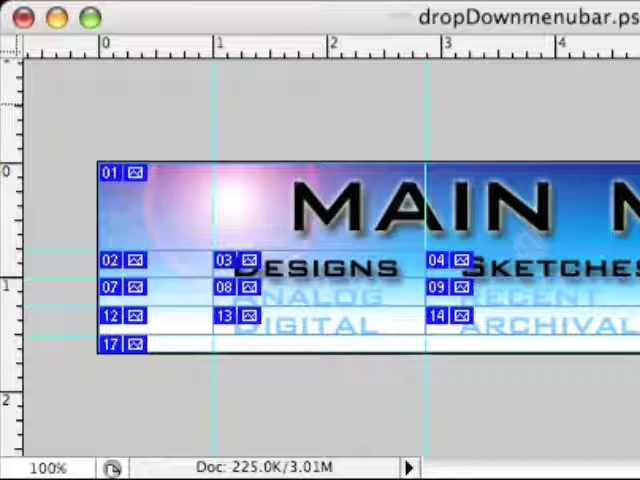 dropDownmenubar.ps
0 1 2 3 4
0
01
MAIN M
02 03 04
DESIGNS SKETCHES
1
07 08 09
ANALOG RECENT
12 13 14
DIGITAL ARCHIVAL
17
2
100% Doc: 225.0K/3.01M